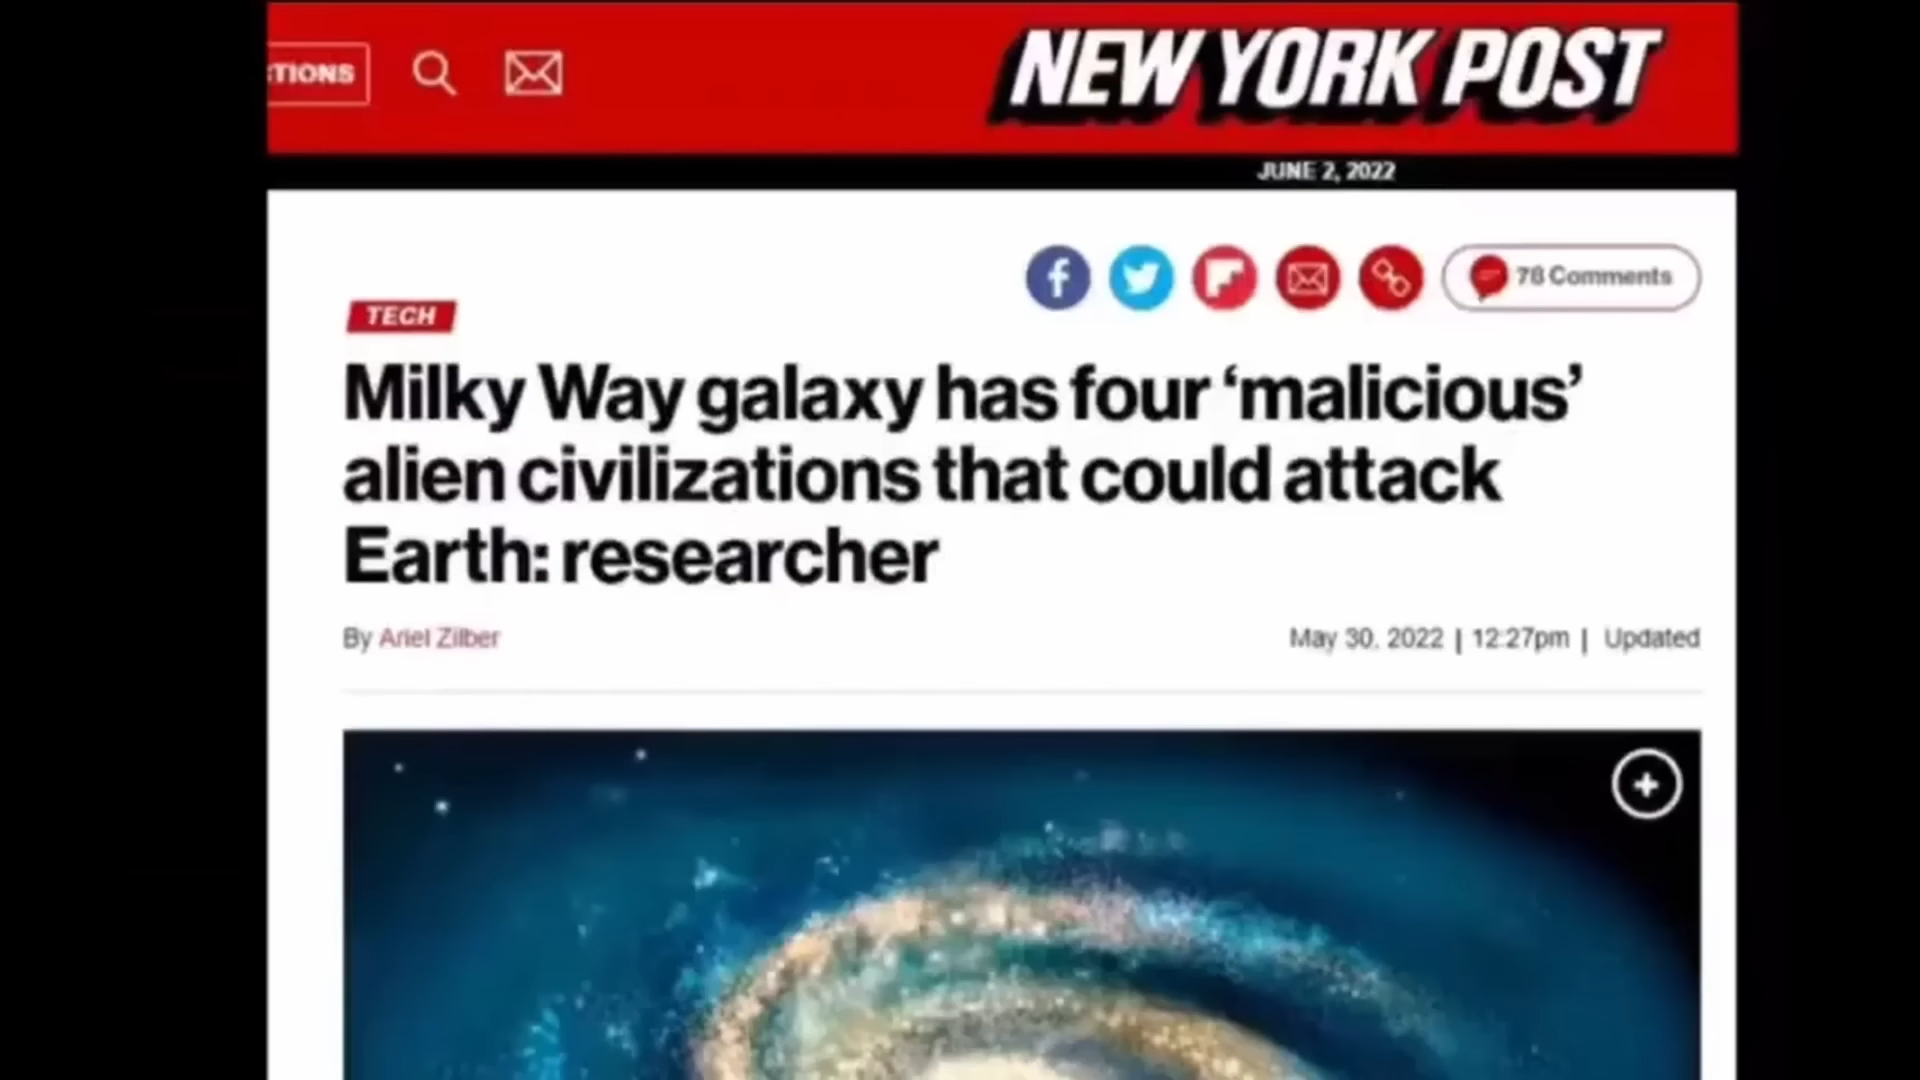 CTIONS
NEW YORK POST
JUNE 2, 2022
78 Comments
TECH
Milky Way galaxy has four ‘malicious’
alien civilizations that could attack
Earth: researcher
By Ariel Zilber
May 30, 2022 | 12:27pm | Updated